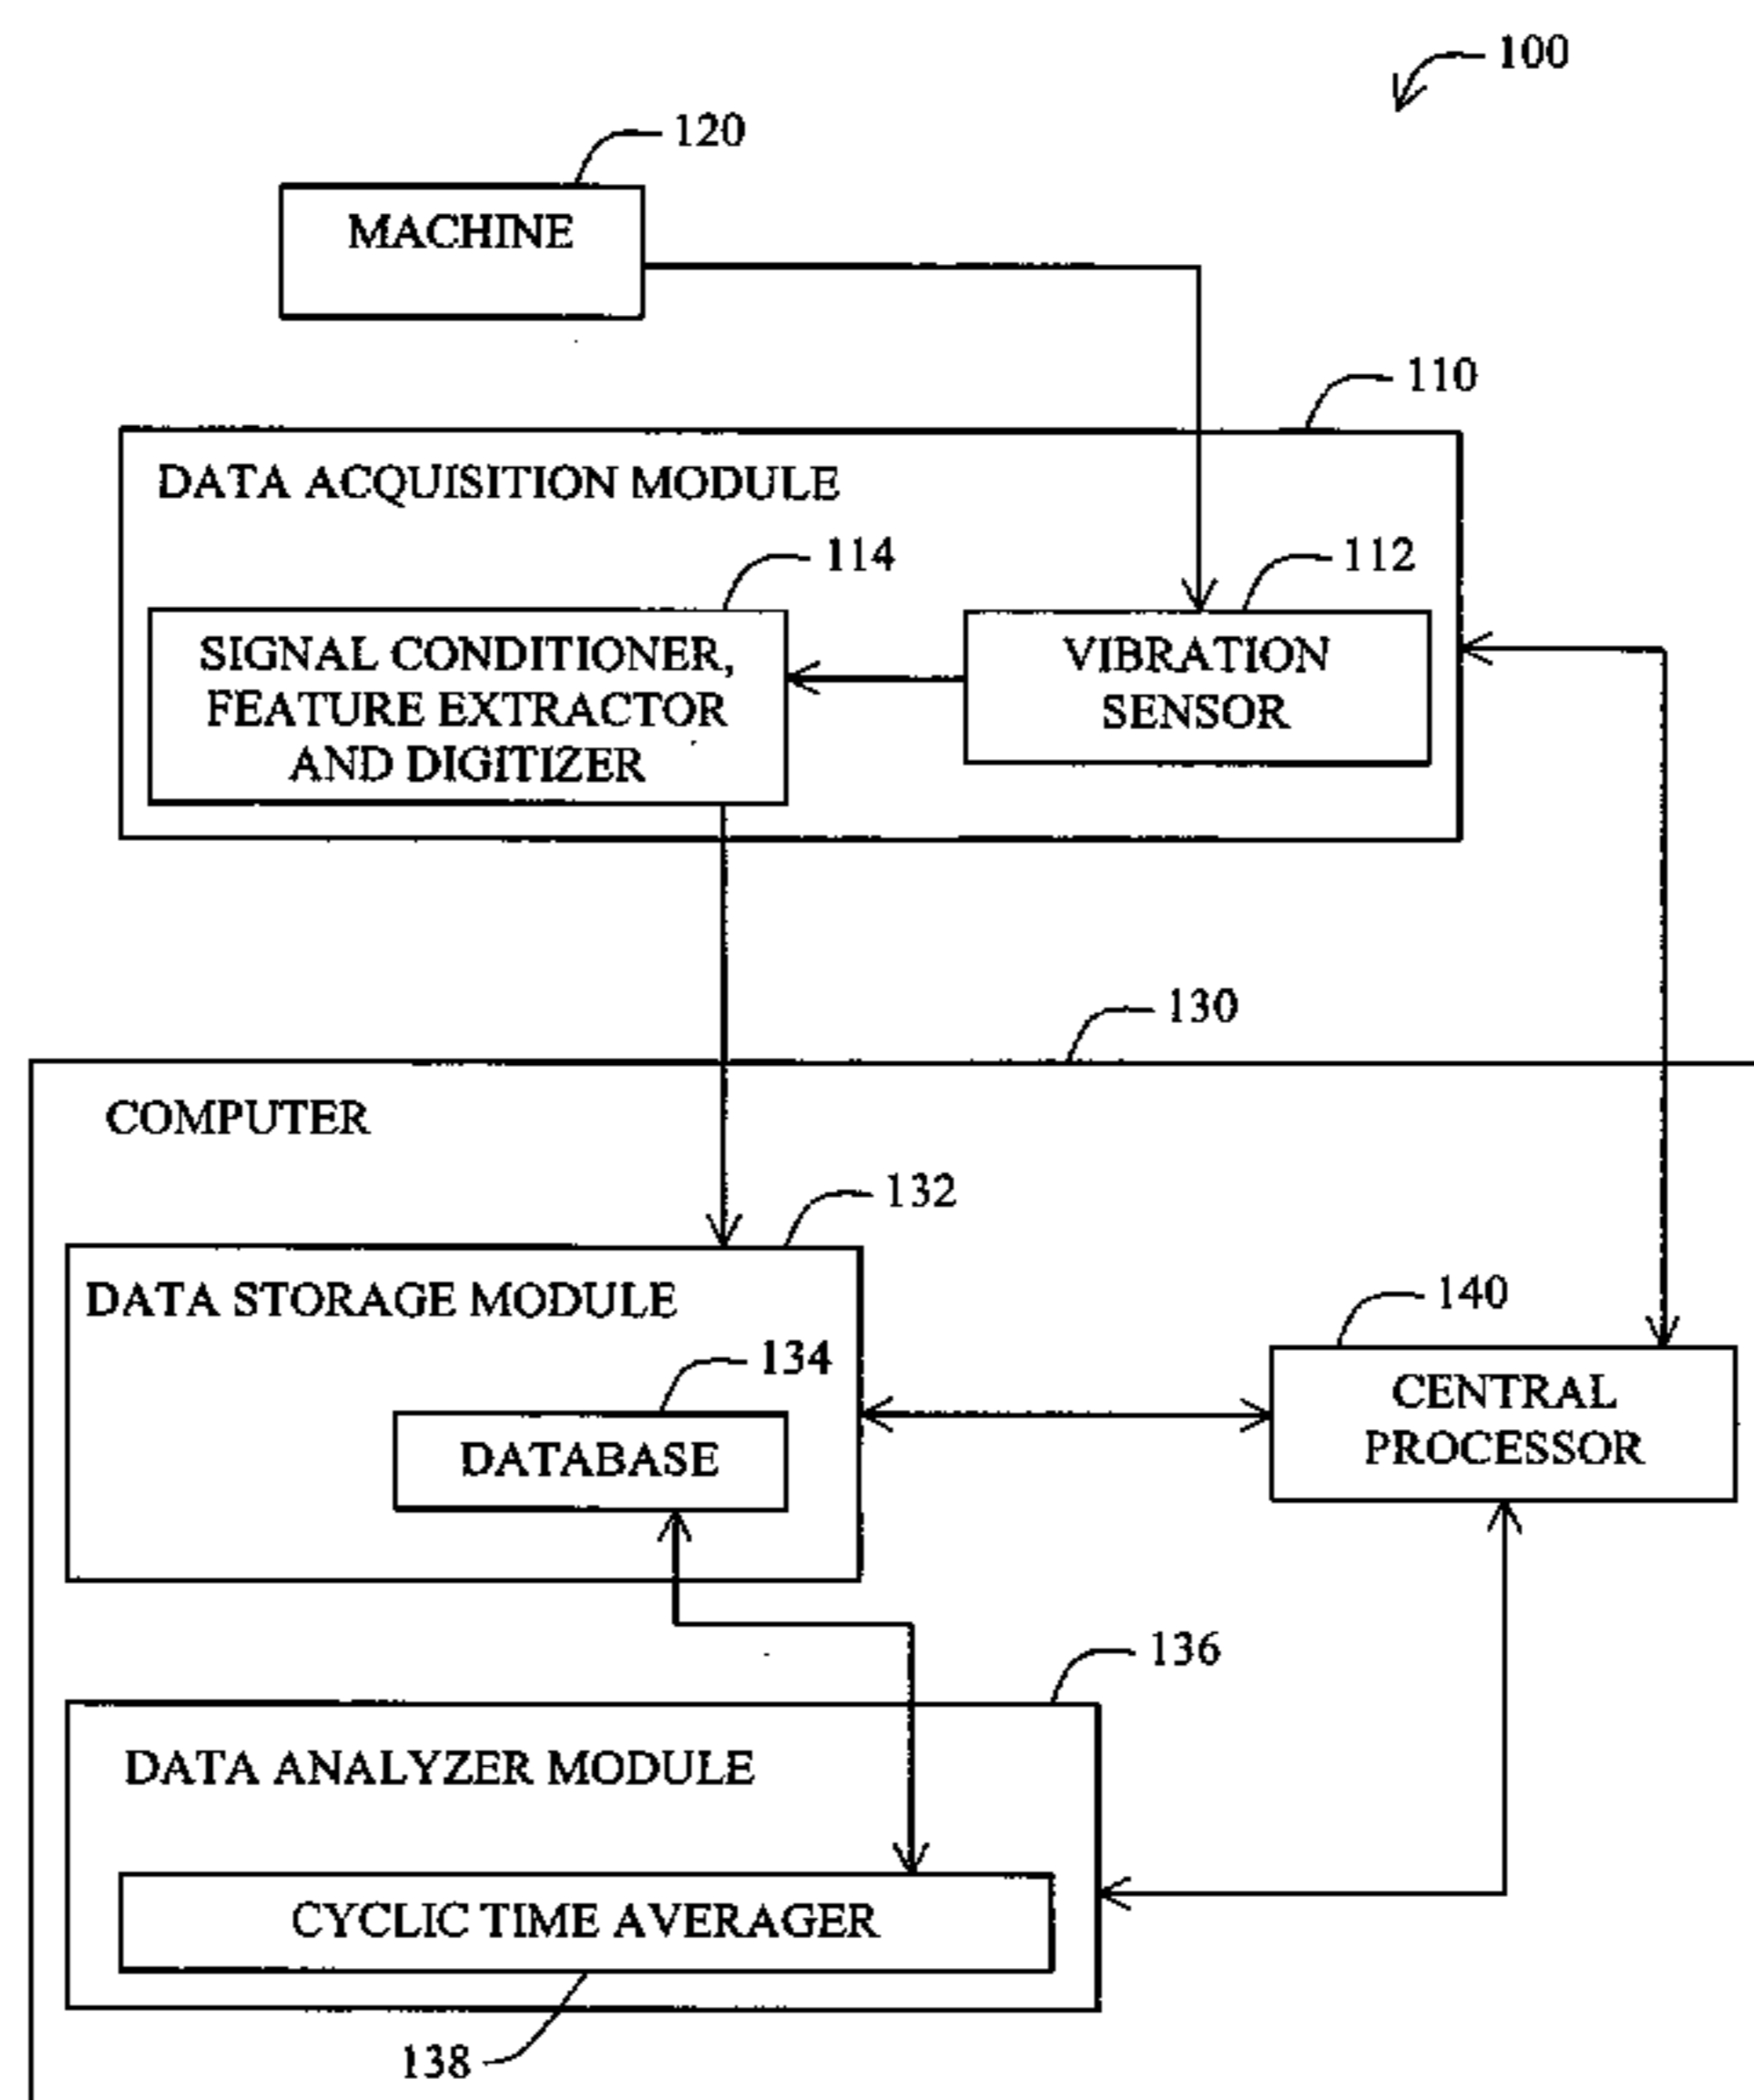 100
120
MACHINE
110
DATA ACQUISITION MODULE
114
112
SIGNAL CONDITIONER,
FEATURE EXTRACTOR
AND DIGITIZER
VIBRATION
SENSOR
130
COMPUTER
132
DATA STORAGE MODULE
134
DATABASE
140
CENTRAL
PROCESSOR
136
DATA ANALYZER MODULE
CYCLIC TIME AVERAGER
138